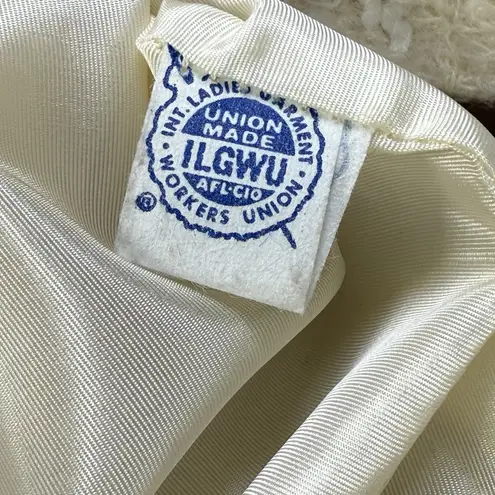 INT. LADIES GARMENT
UNION
MADE
ILGWU
AFL-CIO
• WORKERS UNION •
®